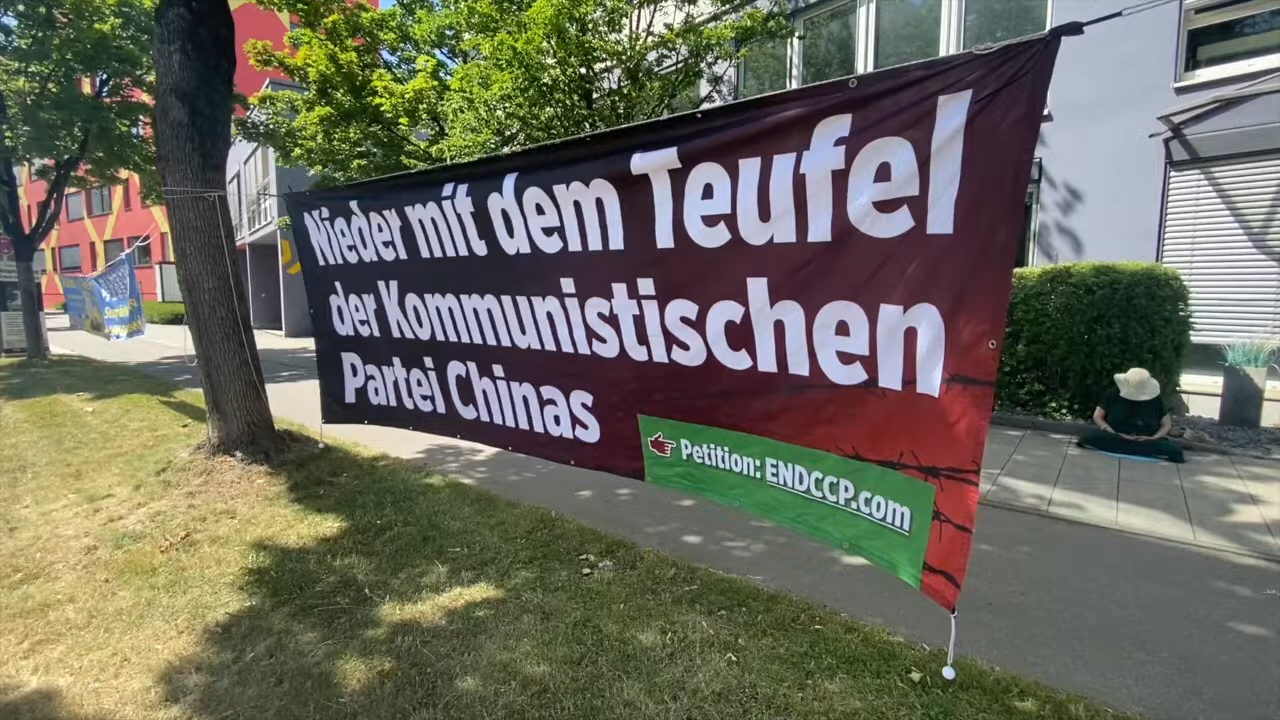 Nieder mit dem Teufel
der Kommunistischen
Partei Chinas
Petition: ENDCCP.com